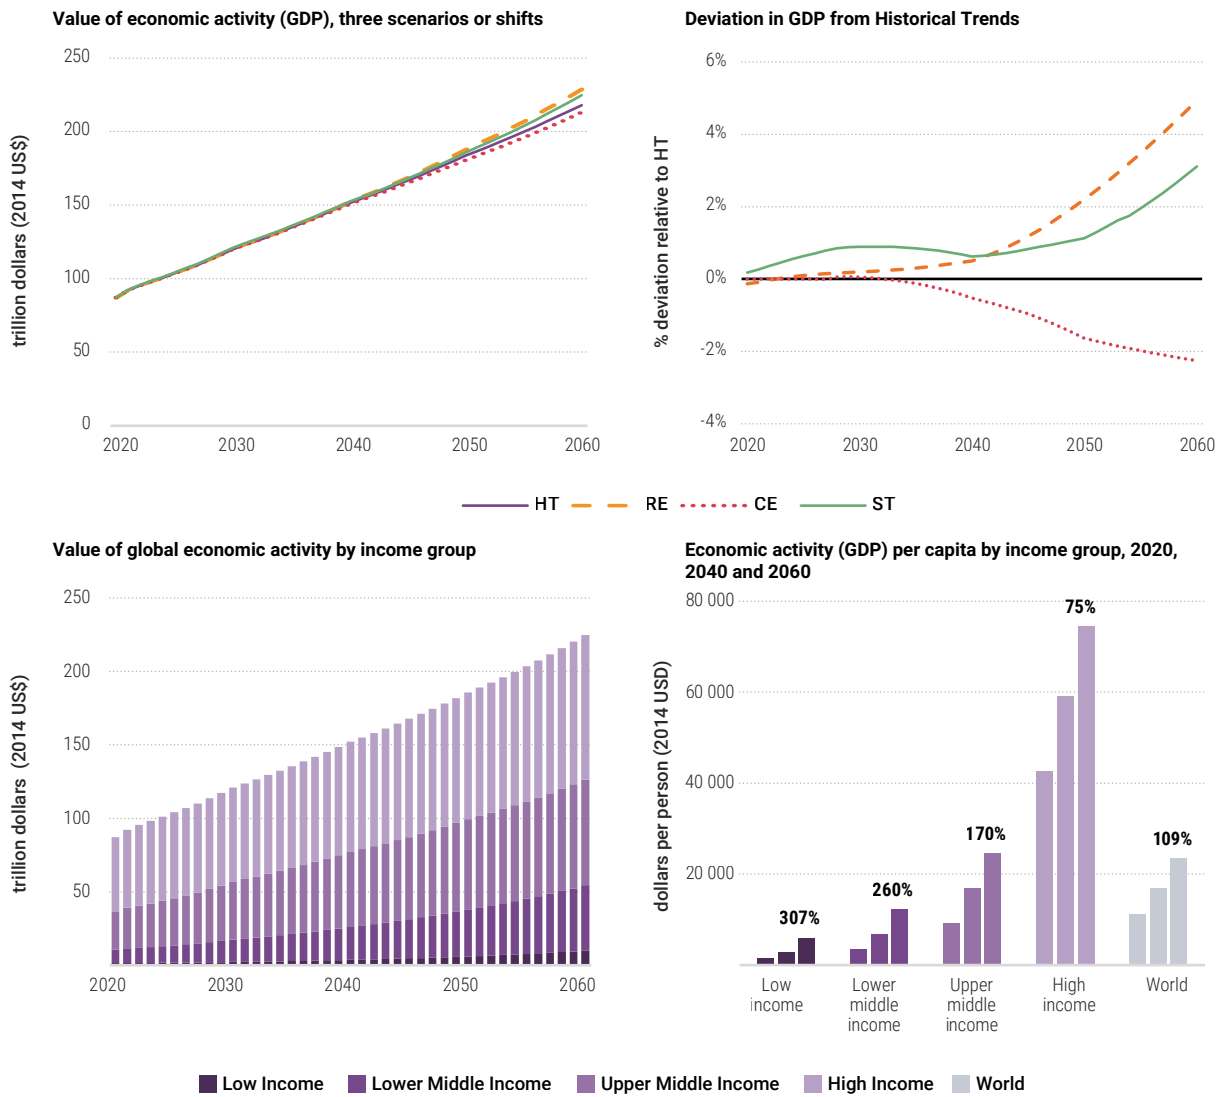 Value of economic activity (GDP), three scenarios or shifts
trillion dollars (2014 US$)
250
200
150
100
50
0
2020 2030 2040 2050 2060
Deviation in GDP from Historical Trends
% deviation relative to HT
6%
4%
2%
0%
-2%
-4%
2020 2030 2040 2050 2060
HT RE CE ST
Value of global economic activity by income group
trillion dollars (2014 US$)
250
200
150
100
50
2020 2030 2040 2050 2060
Economic activity (GDP) per capita by income group, 2020,
2040 and 2060
dollars per person (2014 USD)
80 000
60 000
40 000
20 000
307%
260%
170%
75%
109%
Low
income
Lower
middle
income
Upper
middle
income
High
income
World
Low Income Lower Middle Income Upper Middle Income High Income World